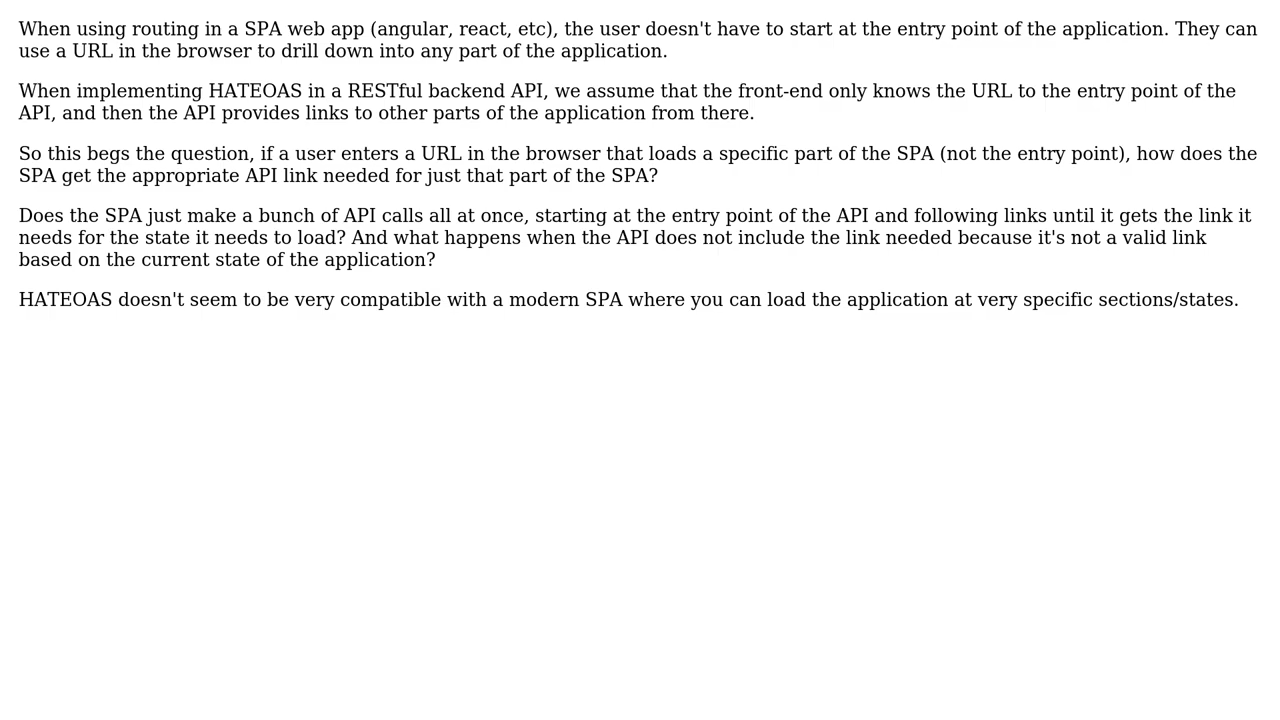 When using routing in a SPA web app (angular, react, etc), the user doesn't have to start at the entry point of the application. They can
use a URL in the browser to drill down into any part of the application.
When implementing HATEOAS in a RESTful backend API, we assume that the front-end only knows the URL to the entry point of the
API, and then the API provides links to other parts of the application from there.
So this begs the question, if a user enters a URL in the browser that loads a specific part of the SPA (not the entry point), how does the
SPA get the appropriate API link needed for just that part of the SPA?
Does the SPA just make a bunch of API calls all at once, starting at the entry point of the API and following links until it gets the link it
needs for the state it needs to load? And what happens when the API does not include the link needed because it's not a valid link
based on the current state of the application?
HATEOAS doesn't seem to be very compatible with a modern SPA where you can load the application at very specific sections/states.